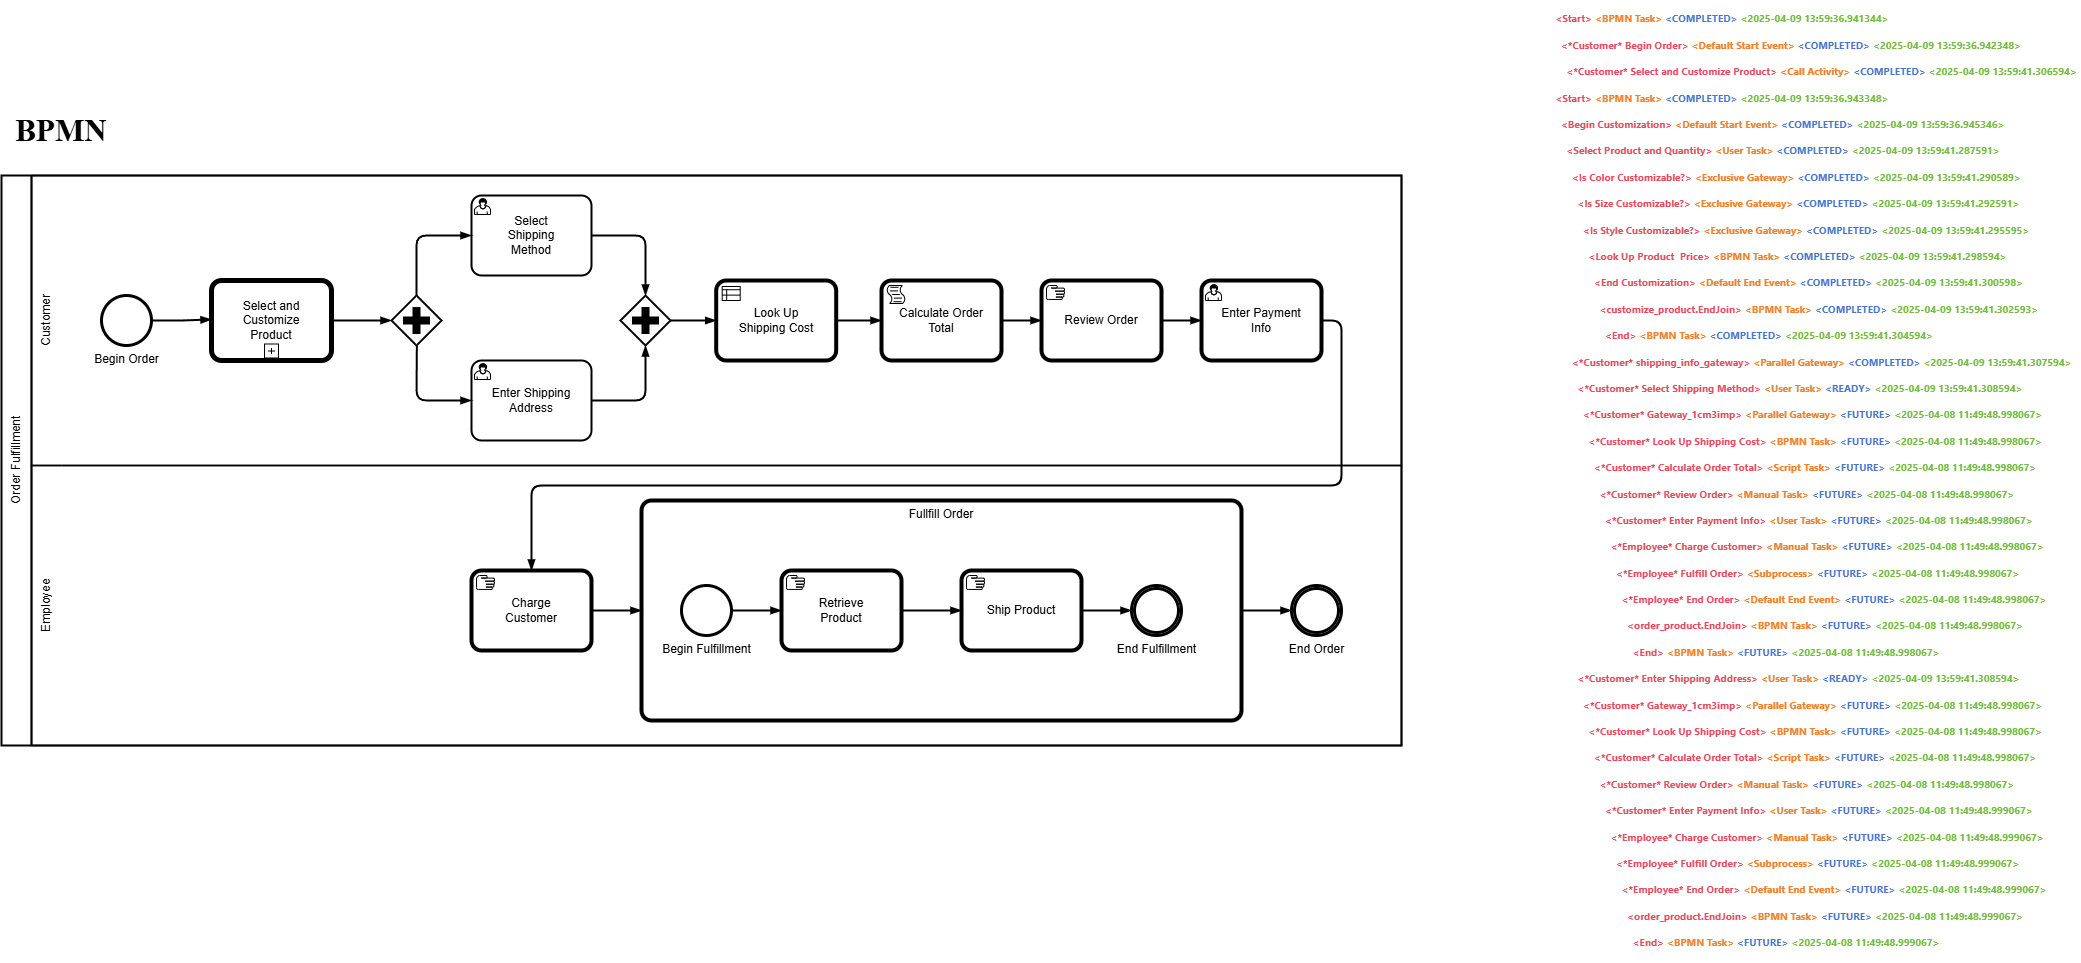 BPMN
Order Fulfillment
Customer
Begin Order
Select and
Customize
Product
Select
Shipping
Method
Enter Shipping
Address
Look Up
Shipping Cost
Calculate Order
Total
Review Order
Enter Payment
Info
Employee
Charge
Customer
Fullfill Order
Begin Fulfillment
Retrieve
Product
Ship Product
End Fulfillment
End Order
<Start> <BPMN Task> <COMPLETED> <2025-04-09 13:59:36.941344>
<*Customer* Begin Order> <Default Start Event> <COMPLETED> <2025-04-09 13:59:36.942348>
<*Customer* Select and Customize Product> <Call Activity> <COMPLETED> <2025-04-09 13:59:41.306594>
<Start> <BPMN Task> <COMPLETED> <2025-04-09 13:59:36.943348>
<Begin Customization> <Default Start Event> <COMPLETED> <2025-04-09 13:59:36.945346>
<Select Product and Quantity> <User Task> <COMPLETED> <2025-04-09 13:59:41.287591>
<Is Color Customizable?> <Exclusive Gateway> <COMPLETED> <2025-04-09 13:59:41.290589>
<Is Size Customizable?> <Exclusive Gateway> <COMPLETED> <2025-04-09 13:59:41.292591>
<Is Style Customizable?> <Exclusive Gateway> <COMPLETED> <2025-04-09 13:59:41.295595>
<Look Up Product  Price> <BPMN Task> <COMPLETED> <2025-04-09 13:59:41.298594>
<End Customization> <Default End Event> <COMPLETED> <2025-04-09 13:59:41.300598>
<customize_product.EndJoin> <BPMN Task> <COMPLETED> <2025-04-09 13:59:41.302593>
<End> <BPMN Task> <COMPLETED> <2025-04-09 13:59:41.304594>
<*Customer* shipping_info_gateway> <Parallel Gateway> <COMPLETED> <2025-04-09 13:59:41.307594>
<*Customer* Select Shipping Method> <User Task> <READY> <2025-04-09 13:59:41.308594>
<*Customer* Gateway_1cm3imp> <Parallel Gateway> <FUTURE> <2025-04-08 11:49:48.998067>
<*Customer* Look Up Shipping Cost> <BPMN Task> <FUTURE> <2025-04-08 11:49:48.998067>
<*Customer* Calculate Order Total> <Script Task> <FUTURE> <2025-04-08 11:49:48.998067>
<*Customer* Review Order> <Manual Task> <FUTURE> <2025-04-08 11:49:48.998067>
<*Customer* Enter Payment Info> <User Task> <FUTURE> <2025-04-08 11:49:48.998067>
<*Employee* Charge Customer> <Manual Task> <FUTURE> <2025-04-08 11:49:48.998067>
<*Employee* Fulfill Order> <Subprocess> <FUTURE> <2025-04-08 11:49:48.998067>
<*Employee* End Order> <Default End Event> <FUTURE> <2025-04-08 11:49:48.998067>
<order_product.EndJoin> <BPMN Task> <FUTURE> <2025-04-08 11:49:48.998067>
<End> <BPMN Task> <FUTURE> <2025-04-08 11:49:48.998067>
<*Customer* Enter Shipping Address> <User Task> <READY> <2025-04-09 13:59:41.308594>
<*Customer* Gateway_1cm3imp> <Parallel Gateway> <FUTURE> <2025-04-08 11:49:48.998067>
<*Customer* Look Up Shipping Cost> <BPMN Task> <FUTURE> <2025-04-08 11:49:48.998067>
<*Customer* Calculate Order Total> <Script Task> <FUTURE> <2025-04-08 11:49:48.998067>
<*Customer* Review Order> <Manual Task> <FUTURE> <2025-04-08 11:49:48.998067>
<*Customer* Enter Payment Info> <User Task> <FUTURE> <2025-04-08 11:49:48.999067>
<*Employee* Charge Customer> <Manual Task> <FUTURE> <2025-04-08 11:49:48.999067>
<*Employee* Fulfill Order> <Subprocess> <FUTURE> <2025-04-08 11:49:48.999067>
<*Employee* End Order> <Default End Event> <FUTURE> <2025-04-08 11:49:48.999067>
<order_product.EndJoin> <BPMN Task> <FUTURE> <2025-04-08 11:49:48.999067>
<End> <BPMN Task> <FUTURE> <2025-04-08 11:49:48.999067>